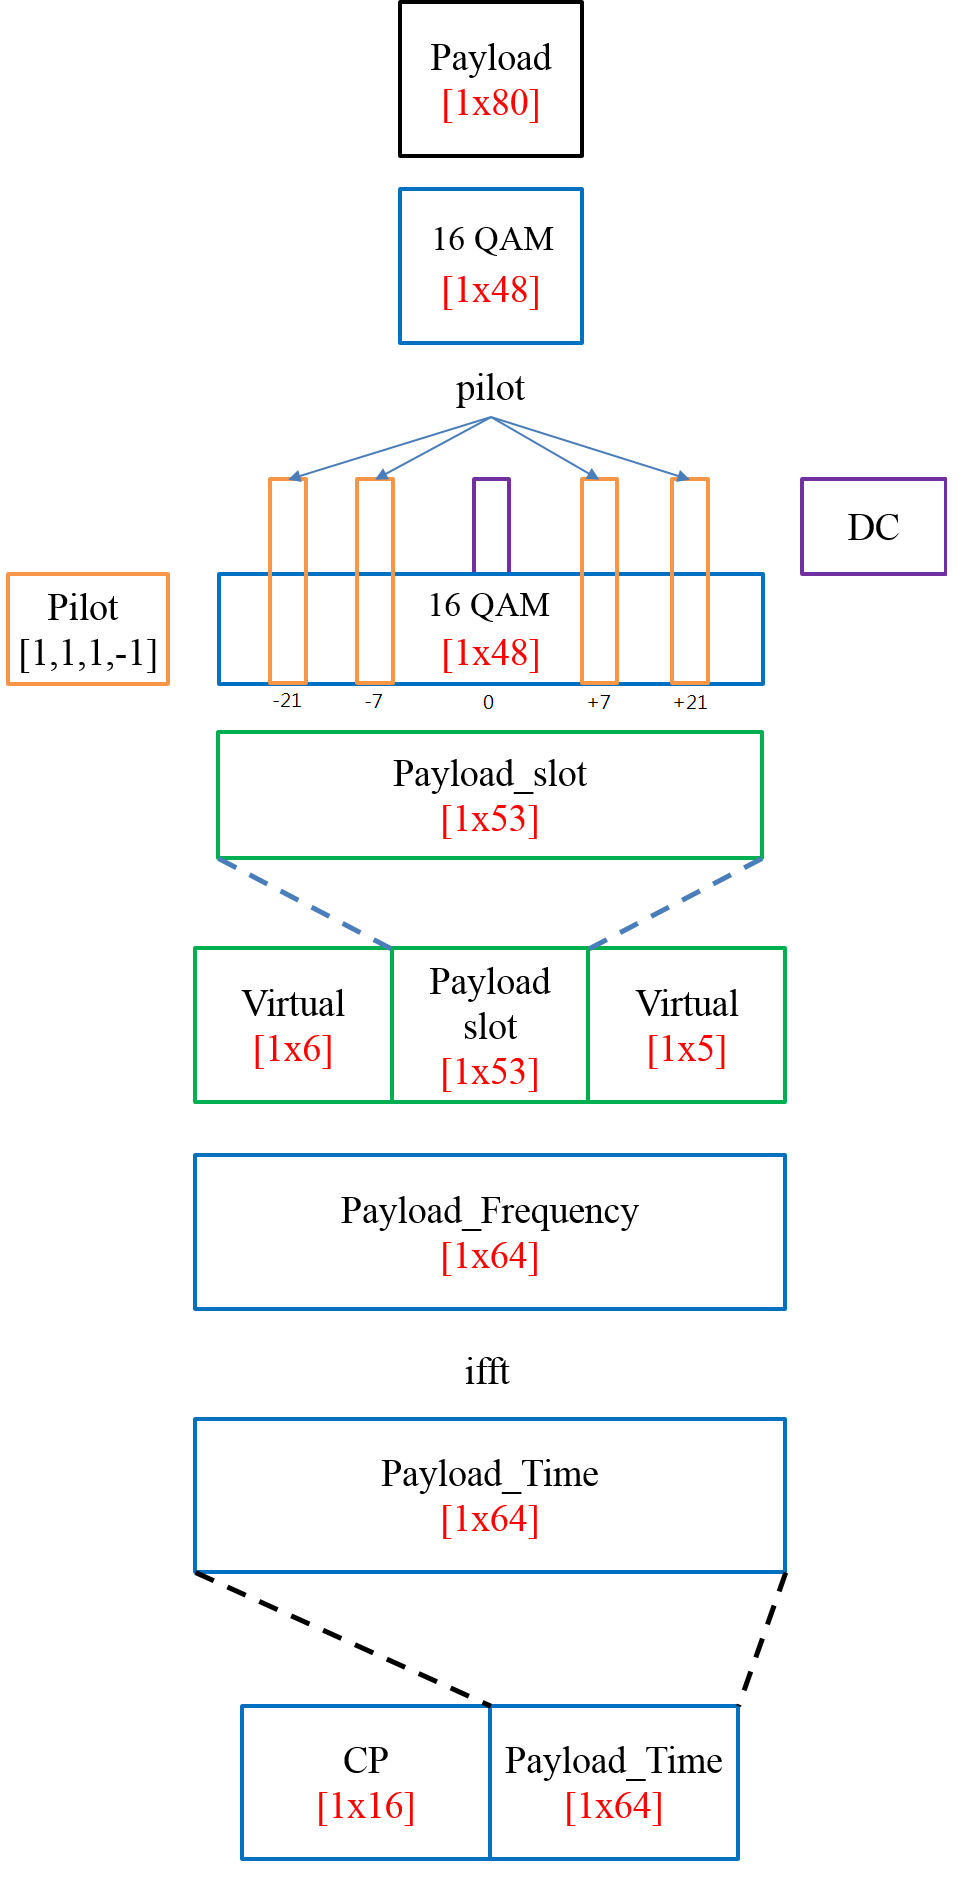 Payload
[1x80]
16 QAM
[1x48]
pilot
DC
Pilot
[1,1,1,-1]
16 QAM
[1x48]
-21
-7
0
+7
+21
Payload_slot
[1x53]
Virtual
[1x6]
Payload
slot
[1x53]
Virtual
[1x5]
Payload_Frequency
[1x64]
ifft
Payload_Time
[1x64]
CP
[1x16]
Payload_Time
[1x64]